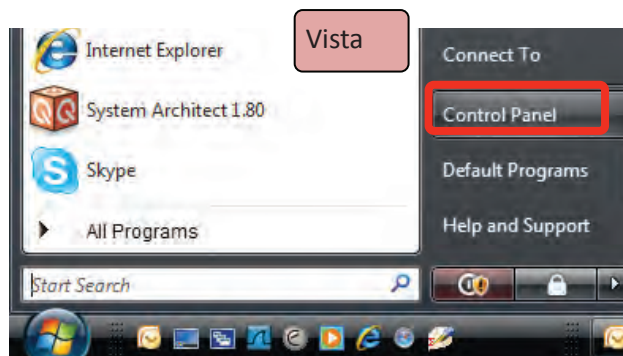 Vista
Internet Explorer
System Architect 1.80
Skype
All Programs
Start Search
Connect To
Control Panel
Default Programs
Help and Support